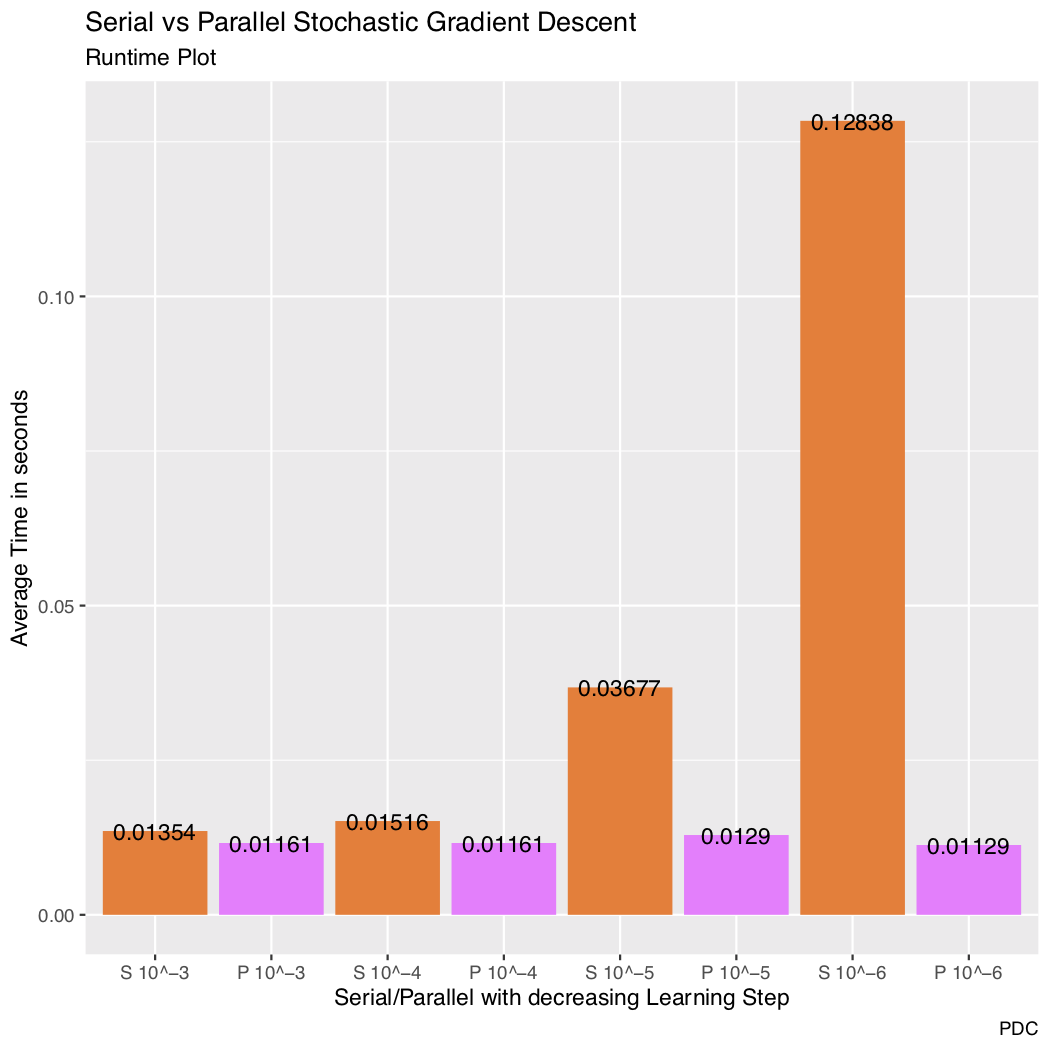 Serial vs Parallel Stochastic Gradient Descent
Runtime Plot
Average Time in seconds
0.10
0.05
0.00
0.01354
0.01161
0.01516
0.01161
0.03677
0.0129
0.12838
0.01129
S 10^−3
P 10^−3
S 10^−4
P 10^−4
S 10^−5
P 10^−5
S 10^−6
P 10^−6
Serial/Parallel with decreasing Learning Step
PDC